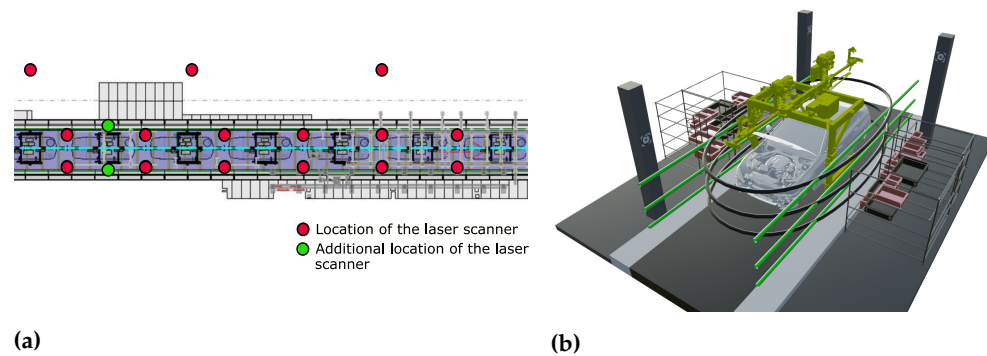 Location of the laser scanner
Additional location of the laser
scanner
(a)
(b)